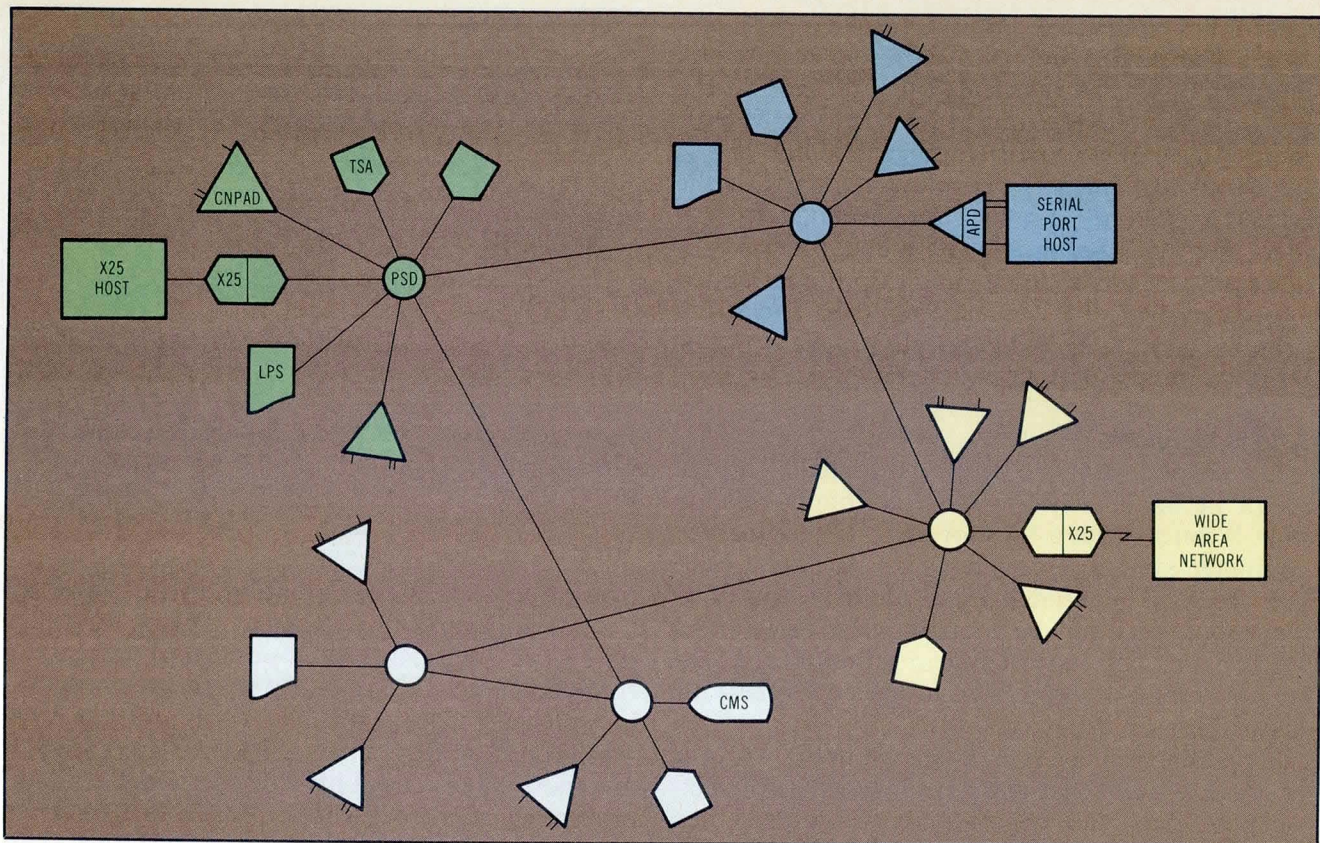 CNPAD
TSA
X25
HOST
X25
PSD
LPS
APD
SERIAL
PORT
HOST
X25
WIDE
AREA
NETWORK
CMS